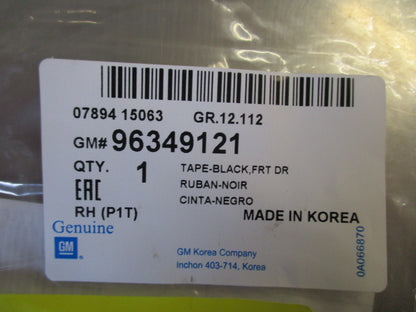 07894 15063 GR.12.112
GM# 96349121
QTY. 1 TAPE-BLACK,FRT DR
RUBAN-NOIR
EAC CINTA-NEGRO
RH (P1T) MADE IN KOREA
Genuine
GM
GM Korea Company
Inchon 403-714, Korea
0A066870